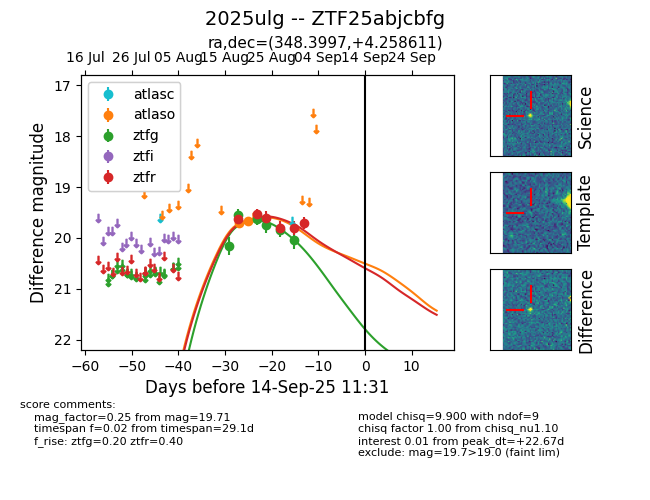 2025ulg -- ZTF25abjcbfg
ra,dec=(348.3997,+4.258611)
16 Jul 26 Jul 05 Aug 15 Aug 25 Aug 04 Sep 14 Sep 24 Sep
atlasc
atlaso
ztfg
ztfi
ztfr
17
18
19
20
21
22
Difference magnitude
−60 −50 −40 −30 −20 −10 0 10
Days before 14-Sep-25 11:31
Science
Template
Difference
score comments:
mag_factor=0.25 from mag=19.71
timespan f=0.02 from timespan=29.1d
f_rise: ztfg=0.20 ztfr=0.40
model chisq=9.900 with ndof=9
chisq factor 1.00 from chisq_nu1.10
interest 0.01 from peak_dt=+22.67d
exclude: mag=19.7>19.0 (faint lim)